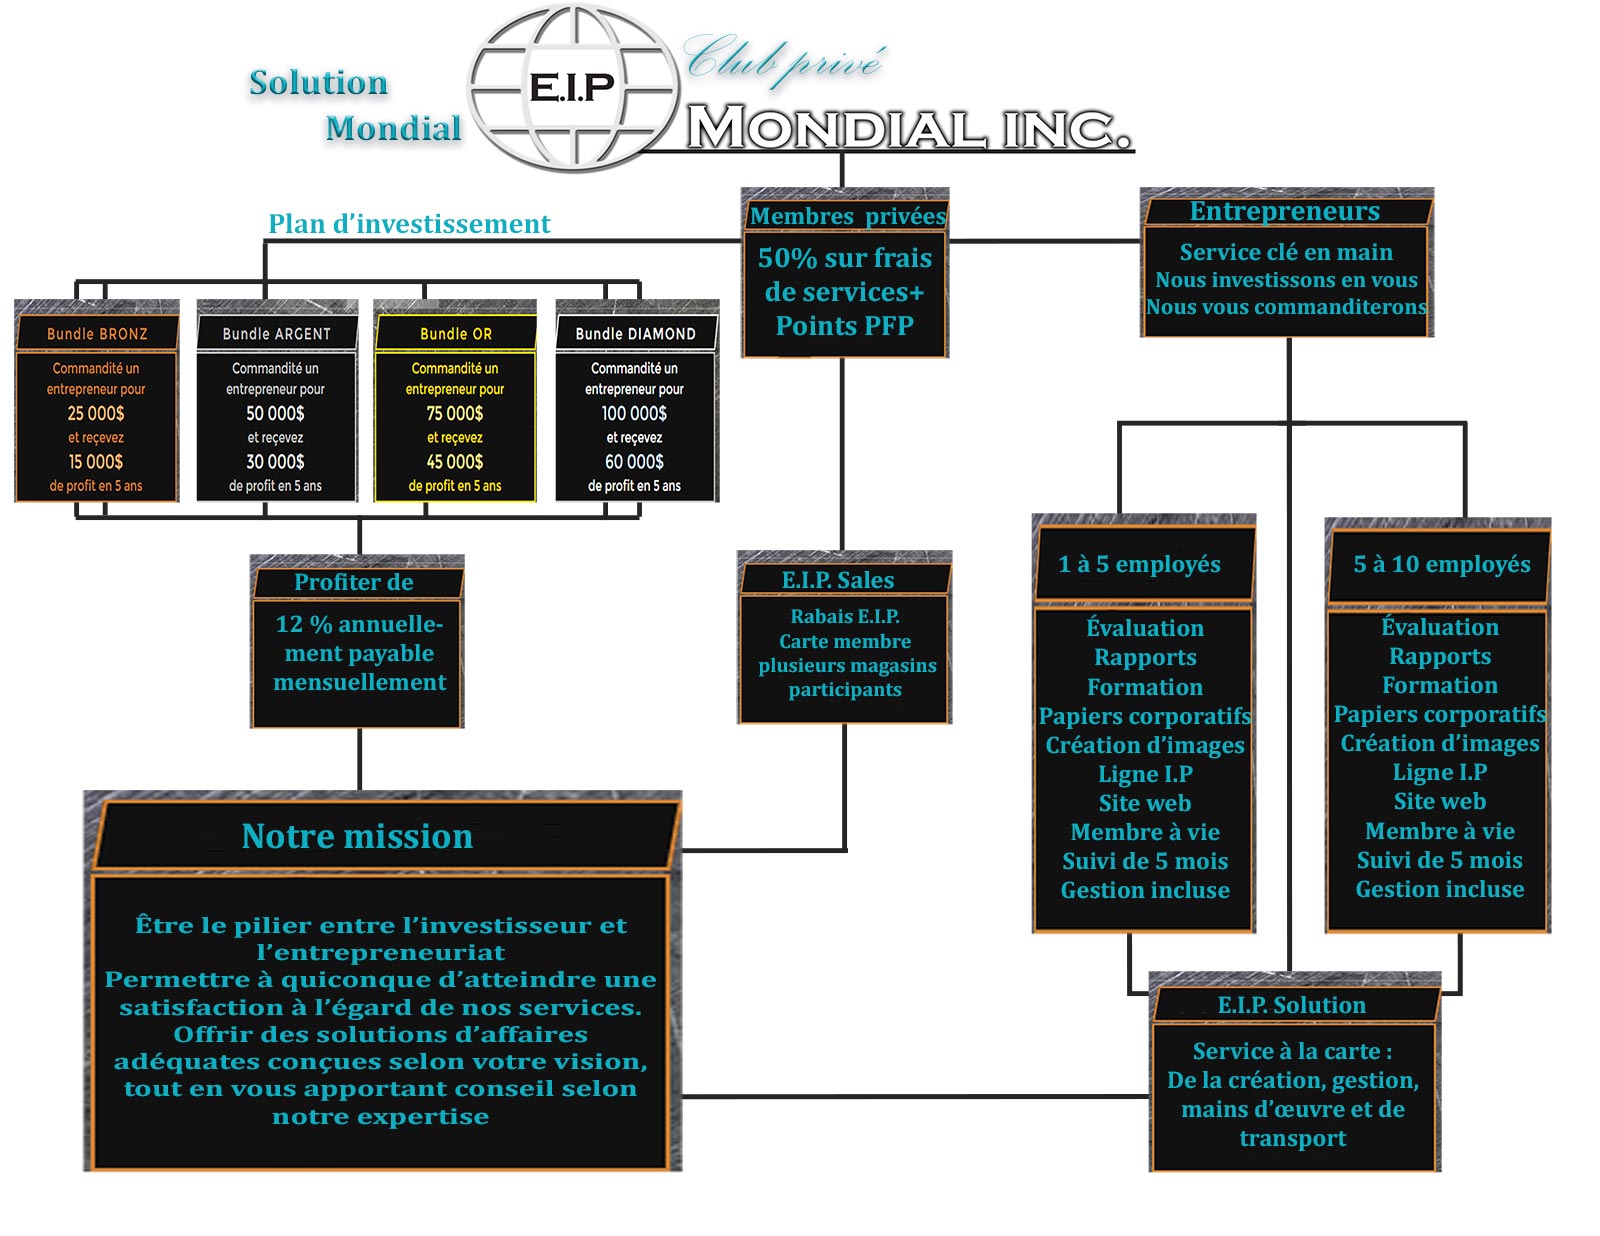 Solution
Mondial
E.I.P
Club privé
MONDIAL INC.
Plan d’investissement
Membres privées
50% sur frais
de services+
Points PFP
Entrepreneurs
Service clé en main
Nous investissons en vous
Nous vous commanditerons
Bundle BRONZ
Commandité un
entrepreneur pour
25 000$
et reçevez
15 000$
de profit en 5 ans
Bundle ARGENT
Commandité un
entrepreneur pour
50 000$
et reçevez
30 000$
de profit en 5 ans
Bundle OR
Commandité un
entrepreneur pour
75 000$
et reçevez
45 000$
de profit en 5 ans
Bundle DIAMOND
Commandité un
entrepreneur pour
100 000$
et reçevez
60 000$
de profit en 5 ans
Profiter de
12 % annuelle-
ment payable
mensuellement
E.I.P. Sales
Rabais E.I.P.
Carte membre
plusieurs magasins
participants
1 à 5 employés
Évaluation
Rapports
Formation
Papiers corporatifs
Création d’images
Ligne I.P
Site web
Membre à vie
Suivi de 5 mois
Gestion incluse
5 à 10 employés
Évaluation
Rapports
Formation
Papiers corporatifs
Création d’images
Ligne I.P
Site web
Membre à vie
Suivi de 5 mois
Gestion incluse
Notre mission
Être le pilier entre l’investisseur et
l’entrepreneuriat
Permettre à quiconque d’atteindre une
satisfaction à l’égard de nos services.
Offrir des solutions d’affaires
adéquates conçues selon votre vision,
tout en vous apportant conseil selon
notre expertise
E.I.P. Solution
Service à la carte :
De la création, gestion,
mains d’œuvre et de
transport